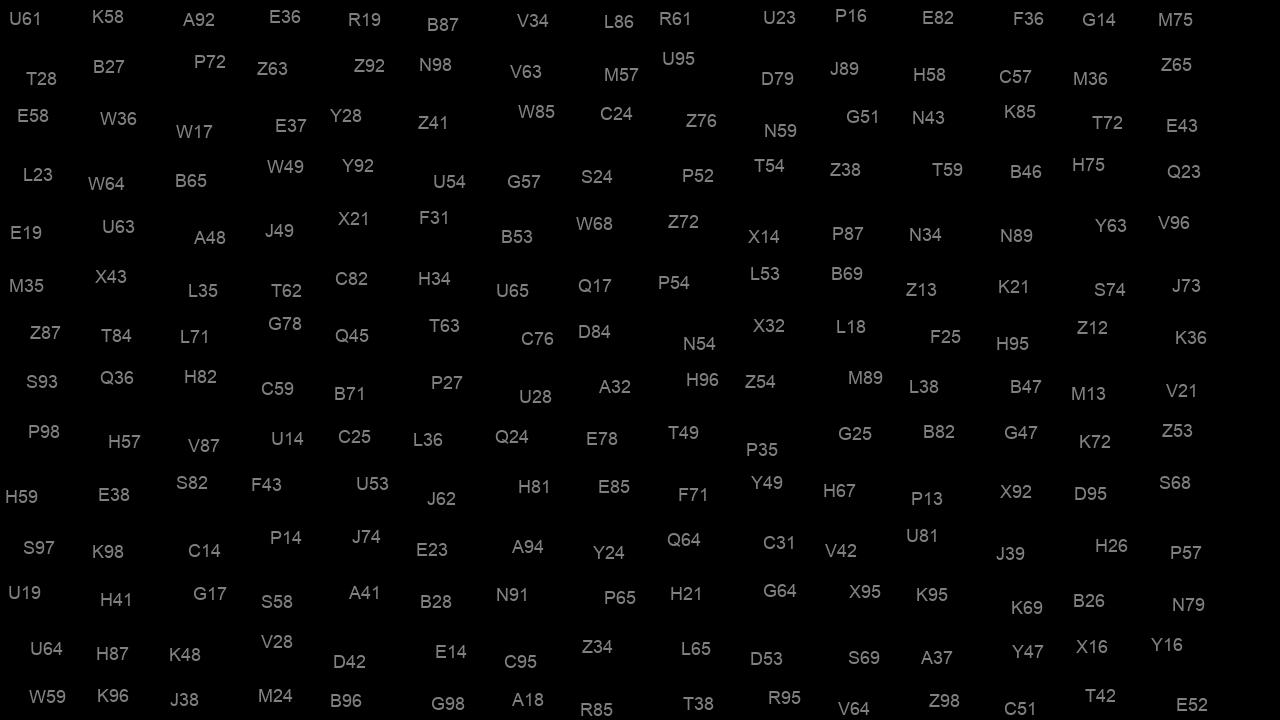 U61 K58 A92 E36 R19 B87 V34 L86 R61 U23 P16 E82 F36 G14 M75
T28 B27 P72 Z63 Z92 N98 V63 M57 U95 D79 J89 H58 C57 M36 Z65
E58 W36 W17 E37 Y28 Z41 W85 C24 Z76 N59 G51 N43 K85 T72 E43
L23 W64 B65 W49 Y92 U54 G57 S24 P52 T54 Z38 T59 B46 H75 Q23
E19 U63 A48 J49 X21 F31 B53 W68 Z72 X14 P87 N34 N89 Y63 V96
M35 X43 L35 T62 C82 H34 U65 Q17 P54 L53 B69 Z13 K21 S74 J73
Z87 T84 L71 G78 Q45 T63 C76 D84 N54 X32 L18 F25 H95 Z12 K36
S93 Q36 H82 C59 B71 P27 U28 A32 H96 Z54 M89 L38 B47 M13 V21
P98 H57 V87 U14 C25 L36 Q24 E78 T49 P35 G25 B82 G47 K72 Z53
H59 E38 S82 F43 U53 J62 H81 E85 F71 Y49 H67 P13 X92 D95 S68
S97 K98 C14 P14 J74 E23 A94 Y24 Q64 C31 V42 U81 J39 H26 P57
U19 H41 G17 S58 A41 B28 N91 P65 H21 G64 X95 K95 K69 B26 N79
U64 H87 K48 V28 D42 E14 C95 Z34 L65 D53 S69 A37 Y47 X16 Y16
W59 K96 J38 M24 B96 G98 A18 R85 T38 R95 V64 Z98 C51 T42 E52